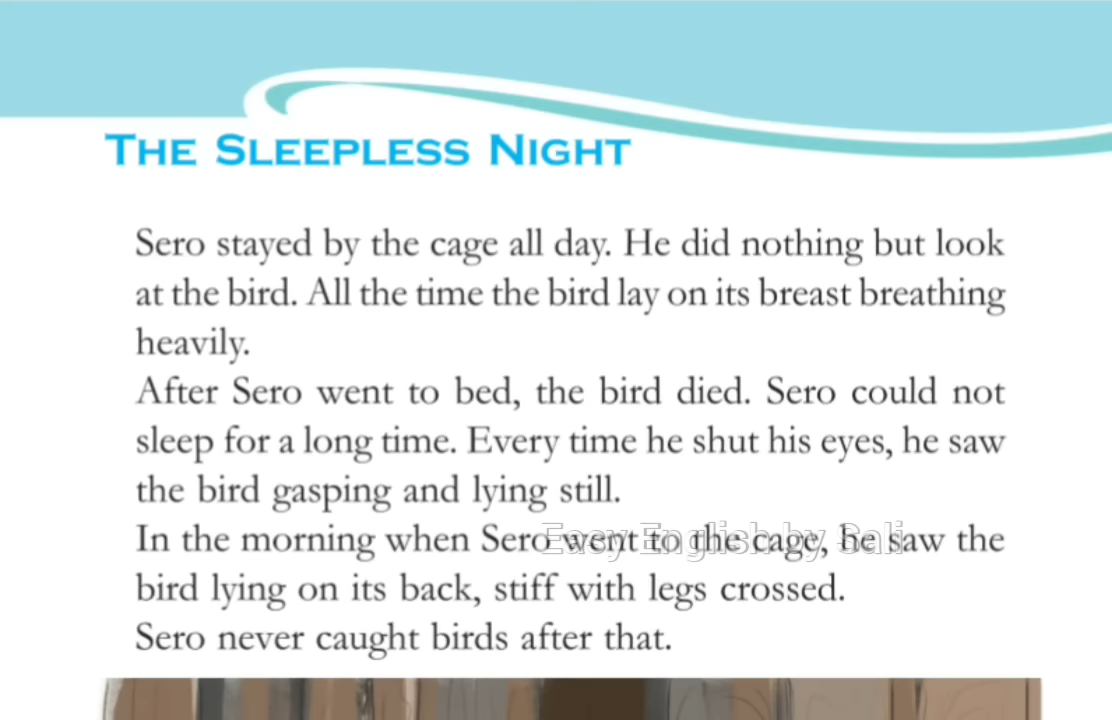 THE SLEEPLESS NIGHT
Sero stayed by the cage all day. He did nothing but look
at the bird. All the time the bird lay on its breast breathing
heavily.
After Sero went to bed, the bird died. Sero could not
sleep for a long time. Every time he shut his eyes, he saw
the bird gasping and lying still.
In the morning when Sero went to the cage, he saw the
Easy English by Sali
bird lying on its back, stiff with legs crossed.
Sero never caught birds after that.